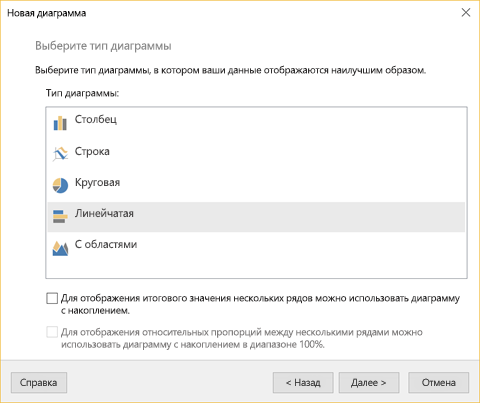 Новая диаграмма
Выберите тип диаграммы
Выберите тип диаграммы, в котором ваши данные отображаются наилучшим образом.
Тип диаграммы:
Столбец
Строка
Круговая
Линейчатая
С областями
Для отображения итогового значения нескольких рядов можно использовать диаграмму
с накоплением.
Для отображения относительных пропорций между несколькими рядами можно
использовать диаграмму с накоплением в диапазоне 100%.
Справка
< Назад
Далее >
Отмена